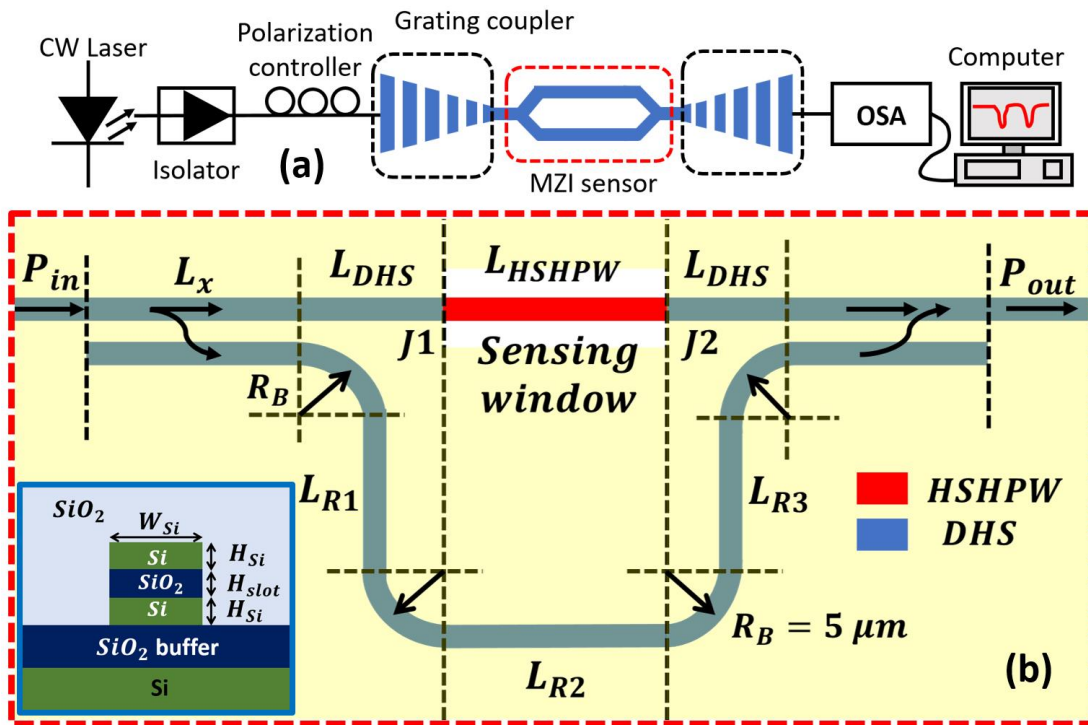 Grating coupler
CW Laser
Polarization
controller
Computer
OSA
Isolator
(a)
MZI sensor
P_in
L_x
L_DHS
L_HSHPW
L_DHS
P_out
J1
Sensing
window
J2
R_B
L_R1
L_R3
HSHPW
DHS
SiO_2
W_Si
Si
H_Si
SiO_2
H_slot
Si
H_Si
SiO_2 buffer
Si
R_B = 5 μm
L_R2
(b)